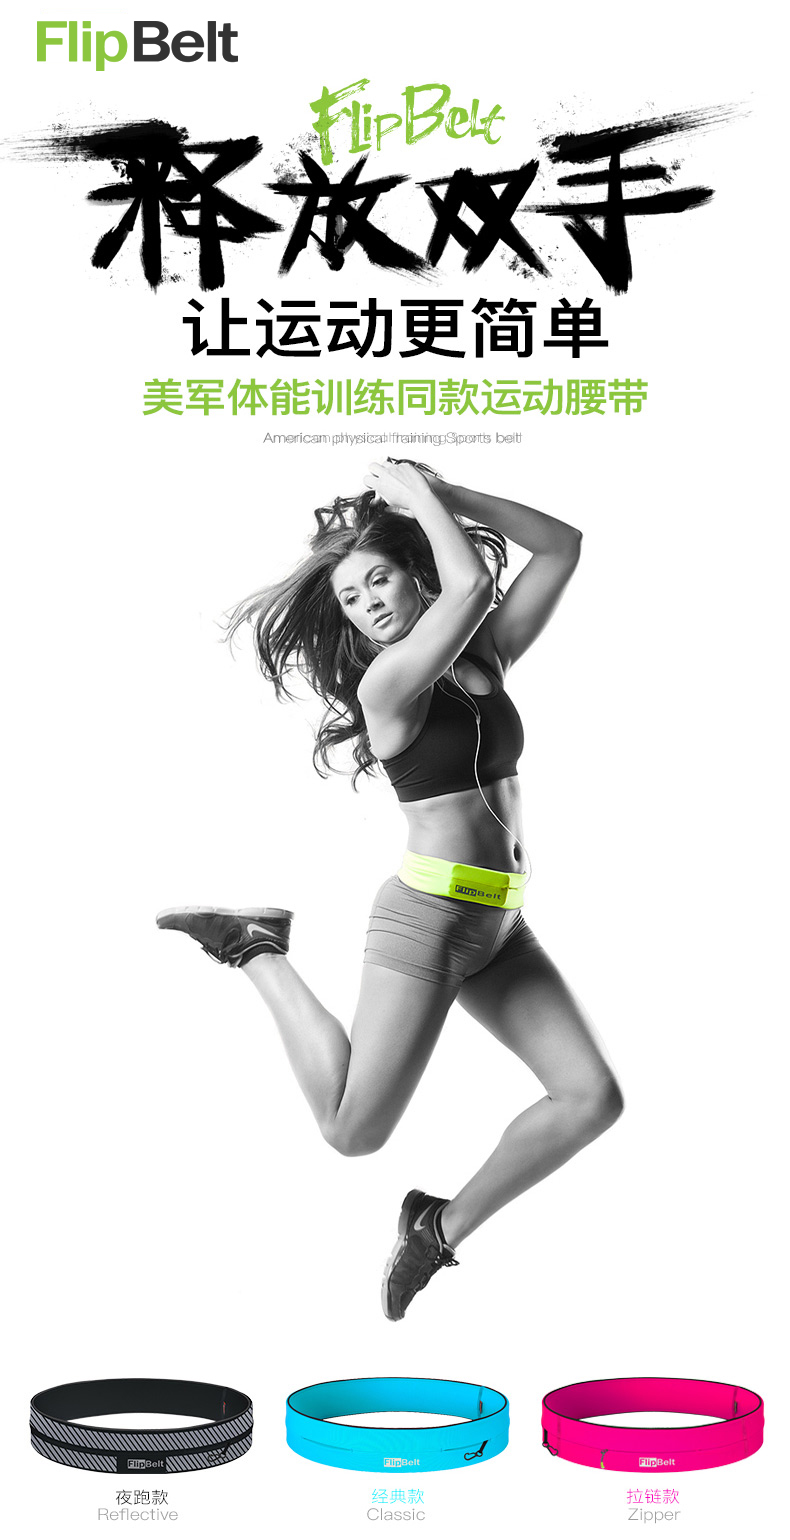 FlipBelt
FlipBelt
释放双手
让运动更简单
美军体能训练同款运动腰带
American physical training Sports belt
FlipBelt
FlipBelt
FlipBelt
FlipBelt
夜跑款
经典款
拉链款
Reflective
Classic
Zipper